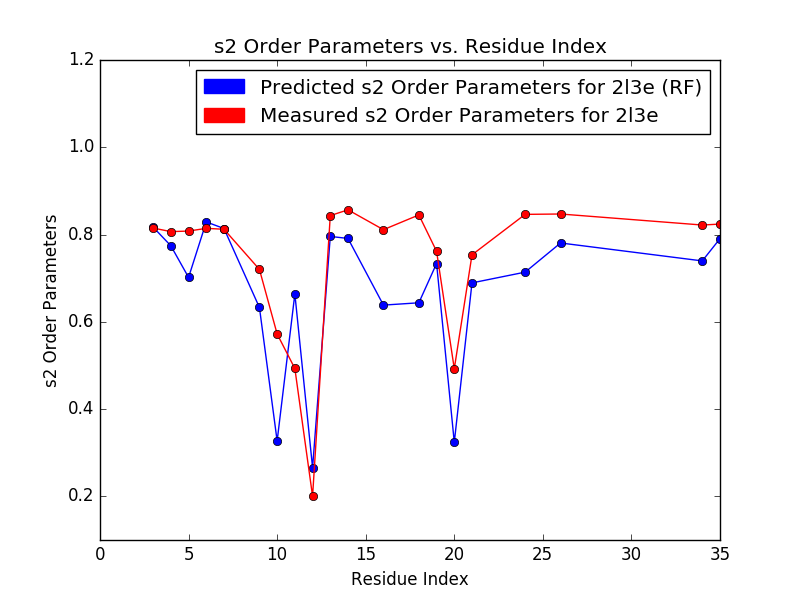 s2 Order Parameters vs. Residue Index
Predicted s2 Order Parameters for 2l3e (RF)
Measured s2 Order Parameters for 2l3e
1.2
1.0
0.8
0.6
0.4
0.2
s2 Order Parameters
0 5 10 15 20 25 30 35
Residue Index